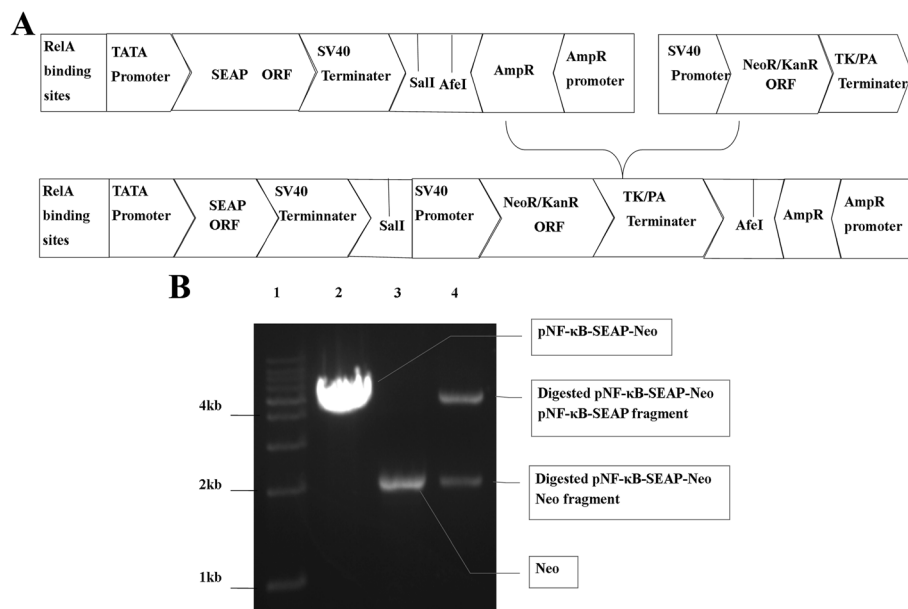 A
RelA
binding
sites
TATA
Promoter
SEAP ORF
SV40
Terminater
SalI
AfeI
AmpR
AmpR
promoter
SV40
Promoter
NeoR/KanR
ORF
TK/PA
Terminater
RelA
binding
sites
TATA
Promoter
SEAP
ORF
SV40
Terminnater
SalI
SV40
Promoter
NeoR/KanR
ORF
TK/PA
Terminater
AfeI
AmpR
AmpR
promoter
B
1 2 3 4
4kb
2kb
1kb
pNF-κB-SEAP-Neo
Digested pNF-κB-SEAP-Neo
pNF-κB-SEAP fragment
Digested pNF-κB-SEAP-Neo
Neo fragment
Neo